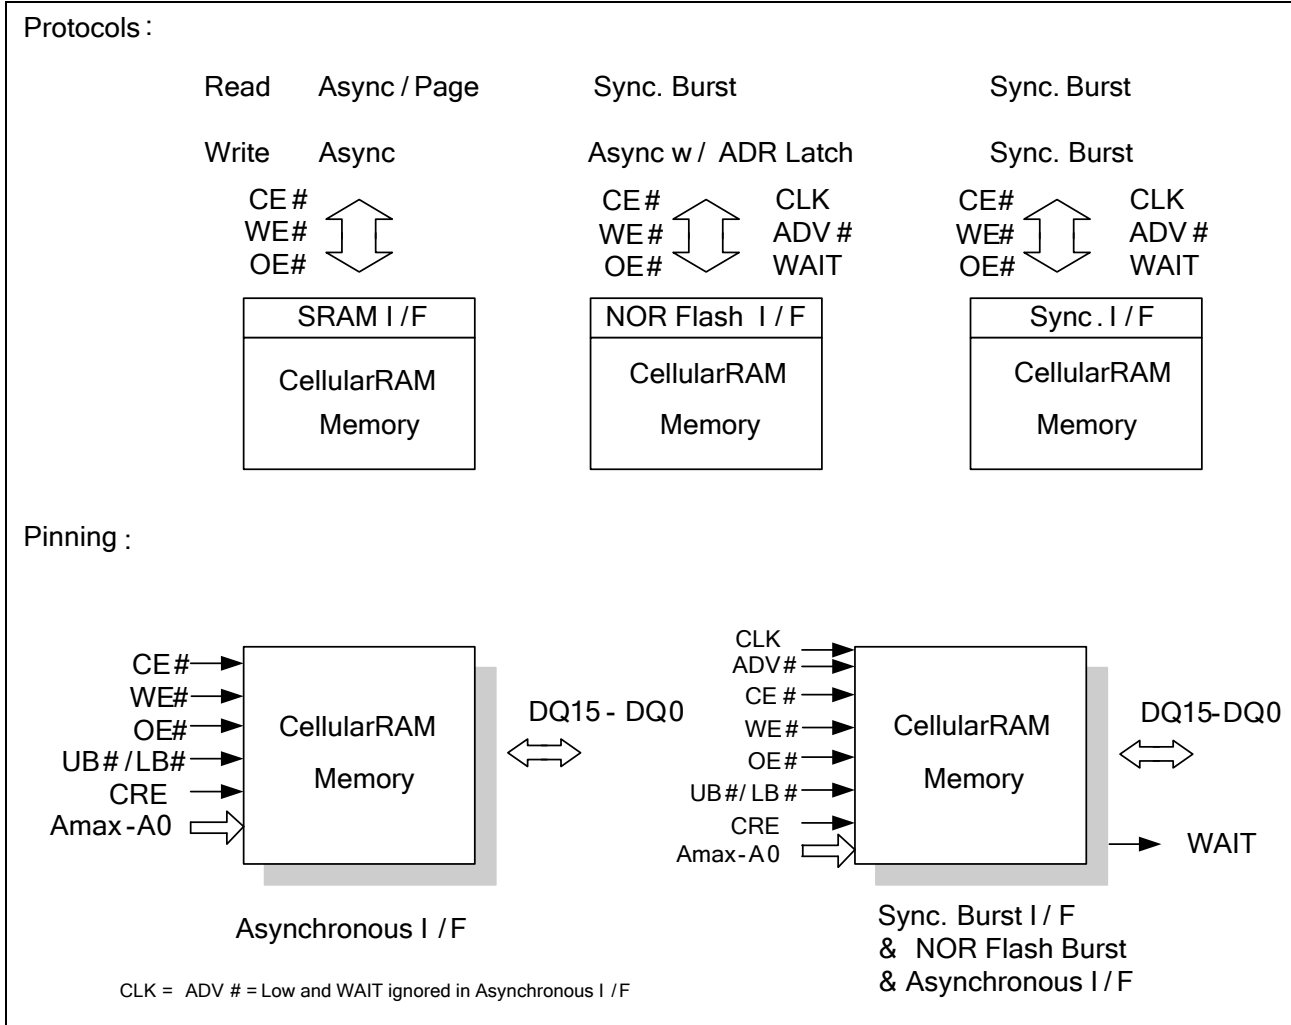 Protocols :
Read Async / Page Sync. Burst Sync. Burst
Write Async Async w / ADR Latch Sync. Burst
CE # CE # CLK CE# CLK
WE# WE # ADV # WE# ADV #
OE# OE # WAIT OE# WAIT
SRAM I / F NOR Flash I / F Sync . I / F
CellularRAM CellularRAM CellularRAM
Memory Memory Memory
Pinning :
CE #
WE#
OE#
UB # / LB#
CRE
Amax - A0
CellularRAM
Memory
DQ15 - DQ0
Asynchronous I / F
CLK = ADV # = Low and WAIT ignored in Asynchronous I / F
CLK
ADV #
CE #
WE #
OE #
UB #/ LB #
CRE
Amax- A 0
CellularRAM
Memory
DQ15-DQ0
WAIT
Sync. Burst I / F
& NOR Flash Burst
& Asynchronous I / F